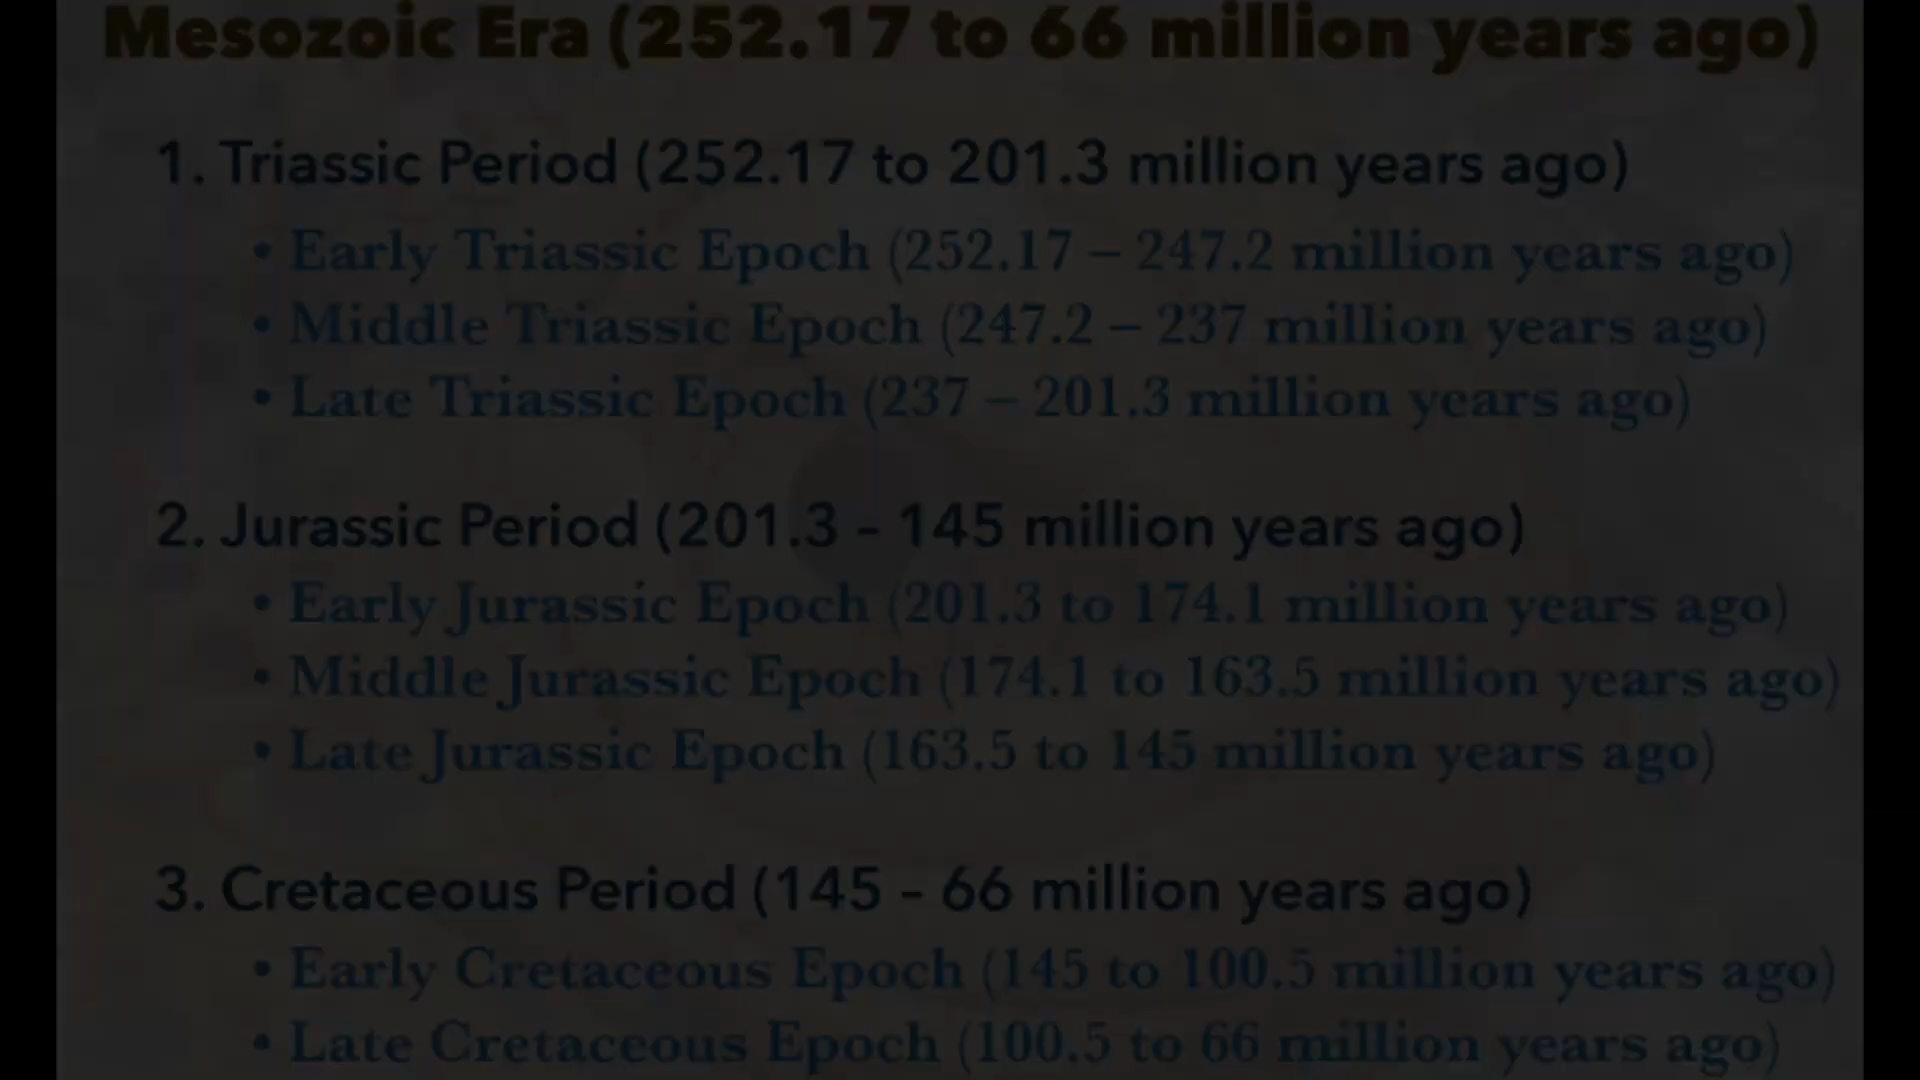 Mesozoic Era (252.17 to 66 million years ago)
1. Triassic Period (252.17 to 201.3 million years ago)
• Early Triassic Epoch (252.17 – 247.2 million years ago)
• Middle Triassic Epoch (247.2 – 237 million years ago)
• Late Triassic Epoch (237 – 201.3 million years ago)
2. Jurassic Period (201.3 – 145 million years ago)
• Early Jurassic Epoch (201.3 to 174.1 million years ago)
• Middle Jurassic Epoch (174.1 to 163.5 million years ago)
• Late Jurassic Epoch (163.5 to 145 million years ago)
3. Cretaceous Period (145 – 66 million years ago)
• Early Cretaceous Epoch (145 to 100.5 million years ago)
• Late Cretaceous Epoch (100.5 to 66 million years ago)